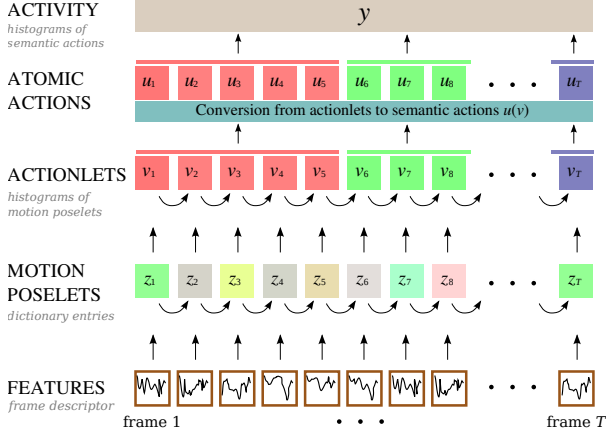 ACTIVITY
histograms of
semantic actions
y
ATOMIC
ACTIONS
u1 u2 u3 u4 u5 u6 u7 u8 . . . uT
Conversion from actionlets to semantic actions u(v)
ACTIONLETS
histograms of
motion poselets
v1 v2 v3 v4 v5 v6 v7 v8 . . . vT
MOTION
POSELETS
dictionary entries
z1 z2 z3 z4 z5 z6 z7 z8 . . . zT
FEATURES
frame descriptor
. . .
frame 1 . . . frame T